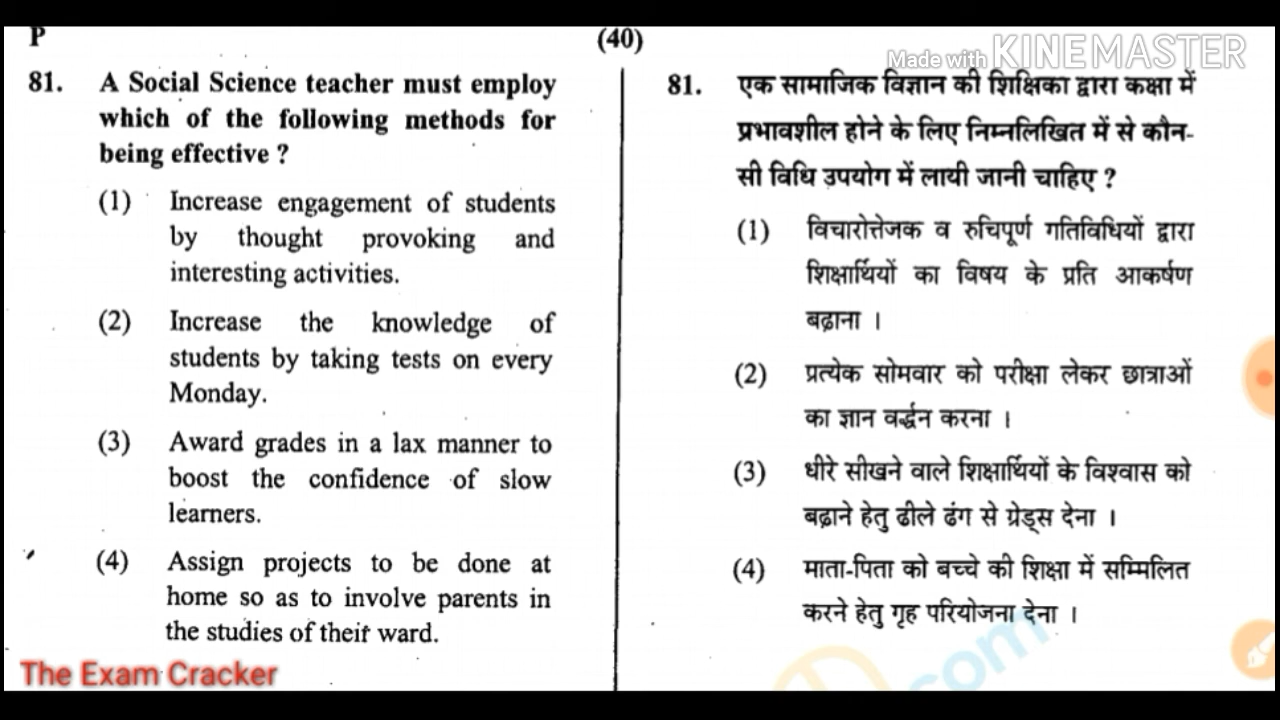 P
(40)
Made with KINEMASTER
81. A Social Science teacher must employ
which of the following methods for
being effective ?
(1) Increase engagement of students
by thought provoking and
interesting activities.
(2) Increase the knowledge of
students by taking tests on every
Monday.
(3) Award grades in a lax manner to
boost the confidence of slow
learners.
(4) Assign projects to be done at
home so as to involve parents in
the studies of their ward.
The Exam Cracker
81. एक सामाजिक विज्ञान की शिक्षिका द्वारा कक्षा में
प्रभावशील होने के लिए निम्नलिखित में से कौन-
सी विधि उपयोग में लायी जानी चाहिए ?
(1) विचारोत्तेजक व रुचिपूर्ण गतिविधियों द्वारा
शिक्षार्थियों का विषय के प्रति आकर्षण
बढ़ाना ।
(2) प्रत्येक सोमवार को परीक्षा लेकर छात्राओं
का ज्ञान वर्द्धन करना ।
(3) धीरे सीखने वाले शिक्षार्थियों के विश्वास को
बढ़ाने हेतु ढीले ढंग से ग्रेड्स देना ।
(4) माता-पिता को बच्चे की शिक्षा में सम्मिलित
करने हेतु गृह परियोजना देना ।
com